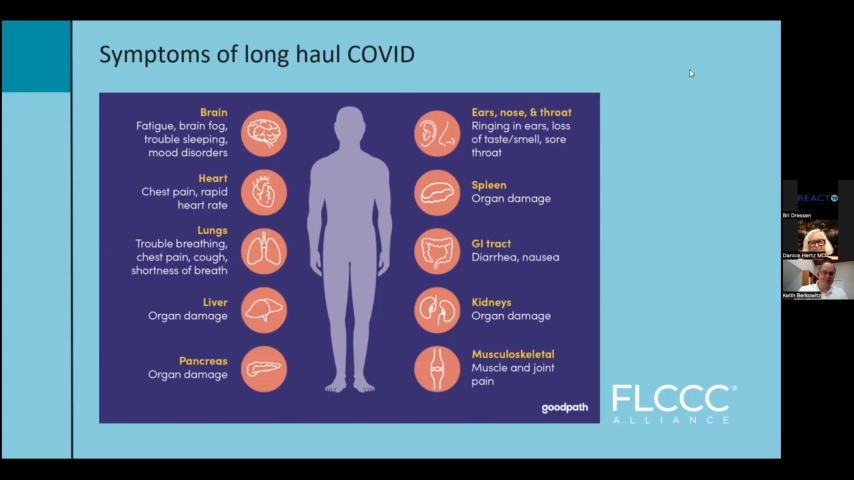 Symptoms of long haul COVID
Brain
Fatigue, brain fog,
trouble sleeping,
mood disorders
Heart
Chest pain, rapid
heart rate
Lungs
Trouble breathing,
chest pain, cough,
shortness of breath
Liver
Organ damage
Pancreas
Organ damage
Ears, nose, & throat
Ringing in ears, loss
of taste/smell, sore
throat
Spleen
Organ damage
GI tract
Diarrhea, nausea
Kidneys
Organ damage
Musculoskeletal
Muscle and joint
pain
goodpath
FLCCC®
ALLIANCE
REACT19
Bri Dressen
Danice Hertz MD
Keith Berkowitz